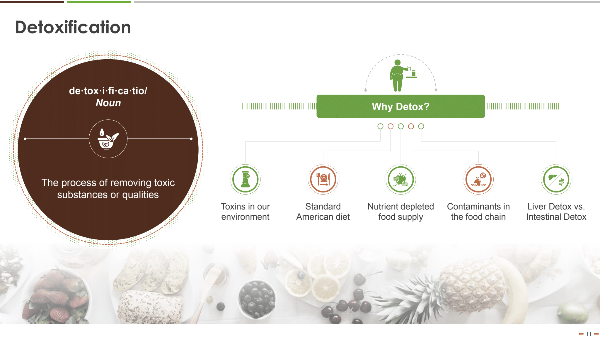 Detoxification
de·tox·i·fi·ca·tio/
Noun
The process of removing toxic
substances or qualities
Why Detox?
Toxins in our
environment
Standard
American diet
Nutrient depleted
food supply
Contaminants in
the food chain
Liver Detox vs.
Intestinal Detox
11